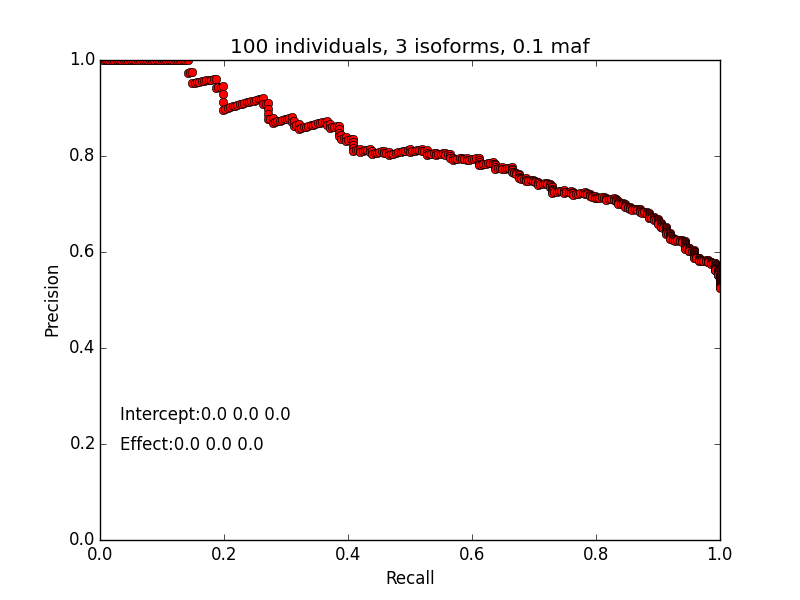 100 individuals, 3 isoforms, 0.1 maf
1.0
0.8
0.6
0.4
0.2
0.0
Precision
Intercept:0.0 0.0 0.0
Effect:0.0 0.0 0.0
0.0 0.2 0.4 0.6 0.8 1.0
Recall